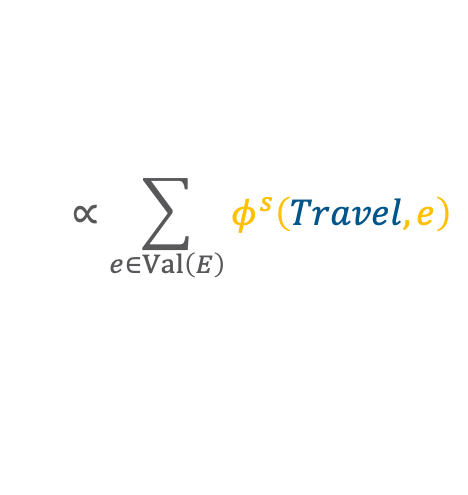 ∝ ∑ ϕˢ(Travel, e)
e∈Val(E)